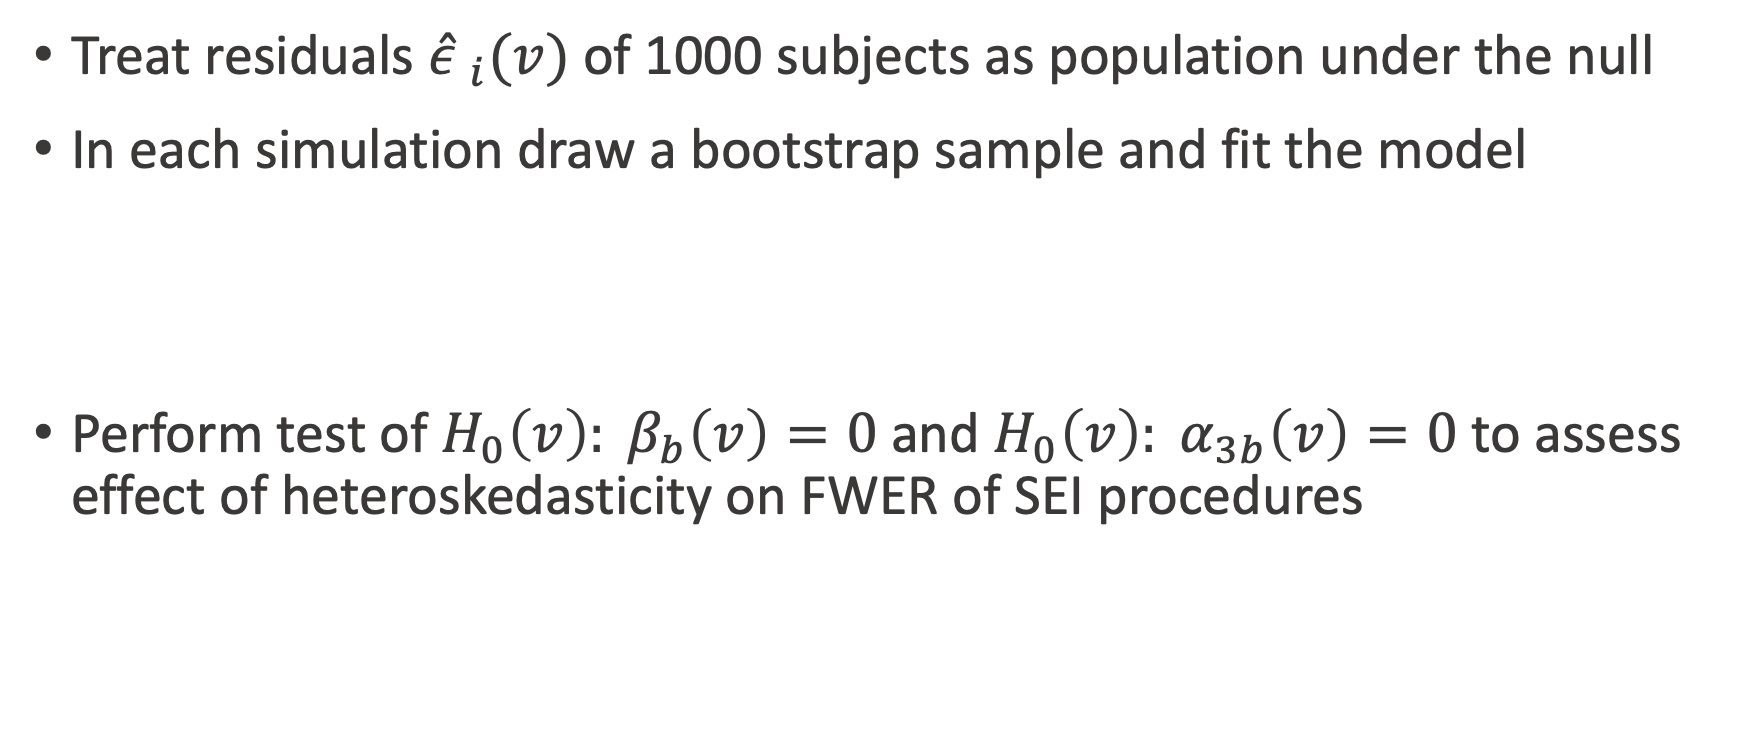 • Treat residuals ϵ̂ᵢ(v) of 1000 subjects as population under the null
• In each simulation draw a bootstrap sample and fit the model
• Perform test of H₀(v): β_b(v) = 0 and H₀(v): α_{3b}(v) = 0 to assess
effect of heteroskedasticity on FWER of SEI procedures